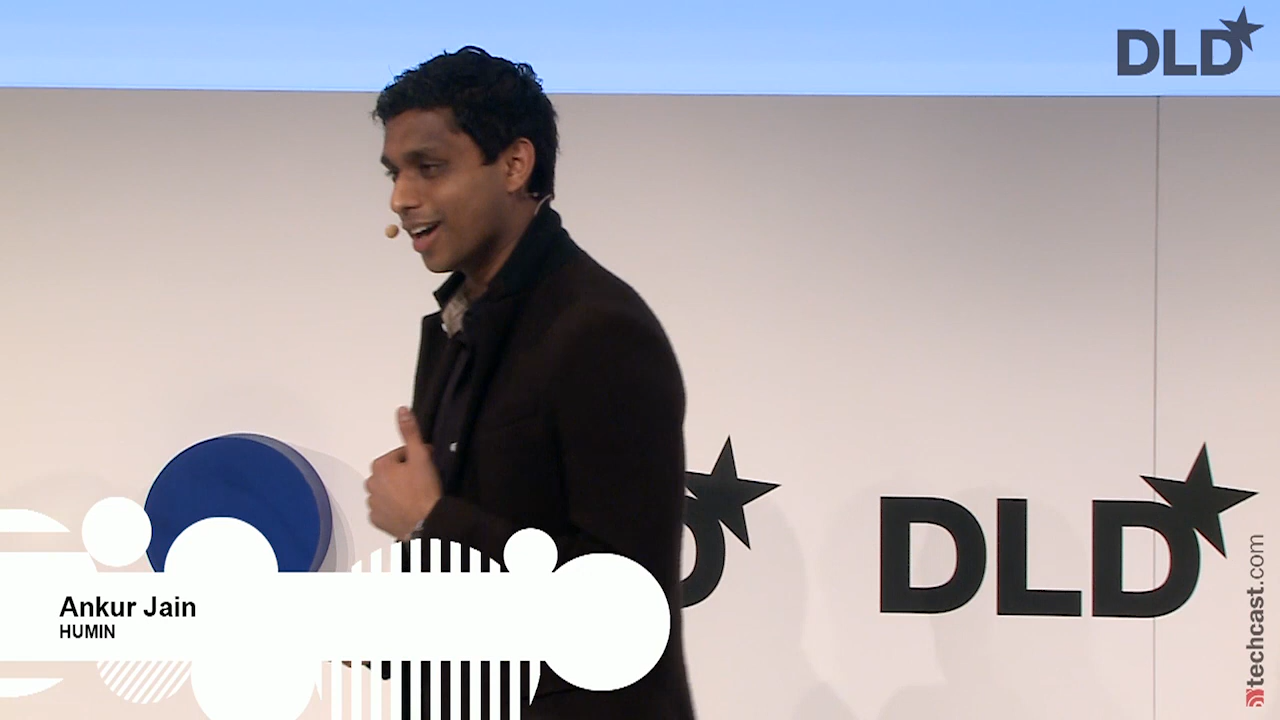 DLD
Ankur Jain
HUMIN
D
DLD
techcast.com